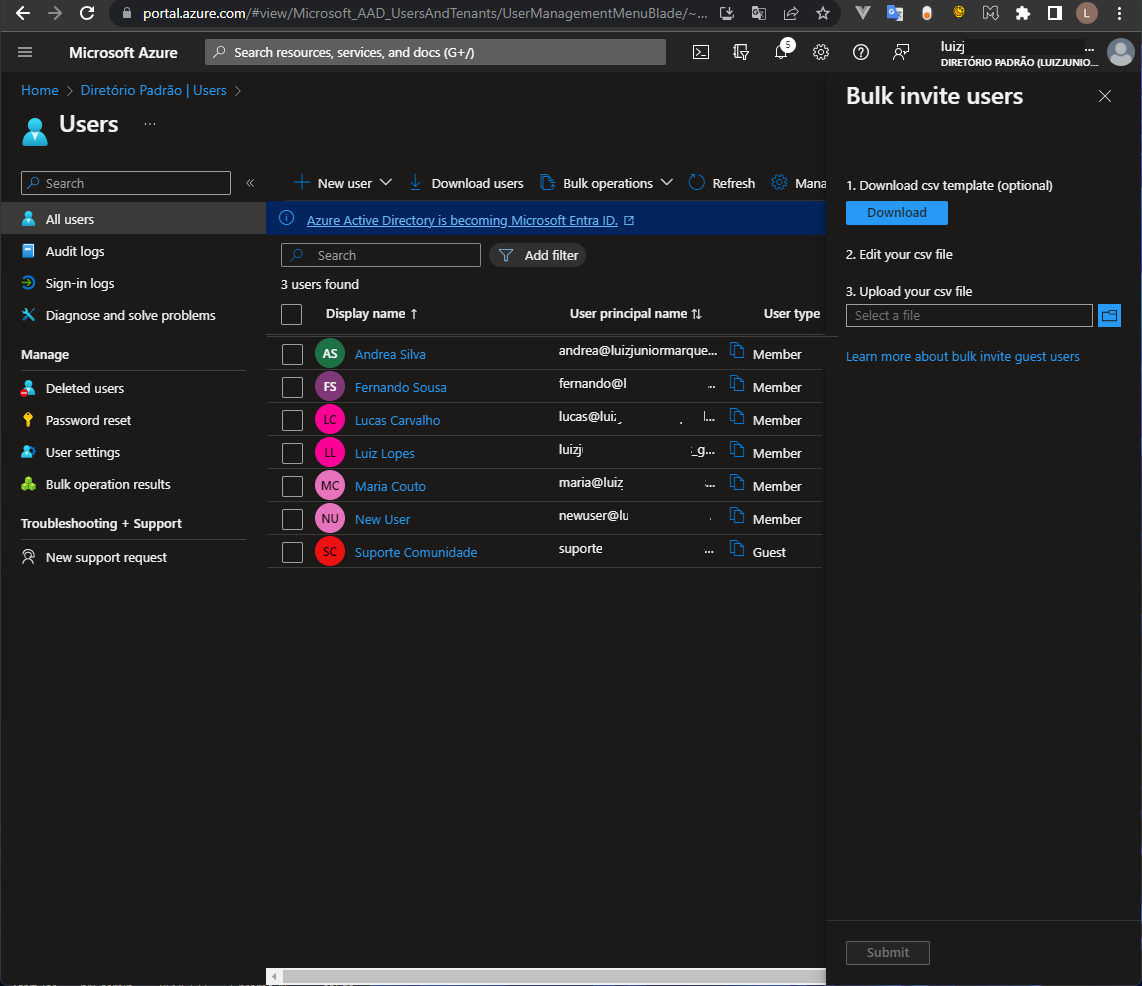 portal.azure.com/#view/Microsoft_AAD_UsersAndTenants/UserManagementMenuBlade/~...
L
Microsoft Azure
Search resources, services, and docs (G+/)
5
luizj ...
DIRETÓRIO PADRÃO (LUIZJUNIO...
Home > Diretório Padrão | Users >
Users ...
Search «
All users
Audit logs
Sign-in logs
Diagnose and solve problems
Manage
Deleted users
Password reset
User settings
Bulk operation results
Troubleshooting + Support
New support request
New user Download users Bulk operations Refresh Mana
Azure Active Directory is becoming Microsoft Entra ID.
Search Add filter
3 users found
Display name ↑ User principal name ↑↓ User type
AS Andrea Silva andrea@luizjuniormarque... Member
FS Fernando Sousa fernando@l ... Member
LC Lucas Carvalho lucas@luiz l... Member
LL Luiz Lopes luizj _g... Member
MC Maria Couto maria@luiz ... Member
NU New User newuser@lu . Member
SC Suporte Comunidade suporte ... Guest
Bulk invite users
1. Download csv template (optional)
Download
2. Edit your csv file
3. Upload your csv file
Select a file
Learn more about bulk invite guest users
Submit